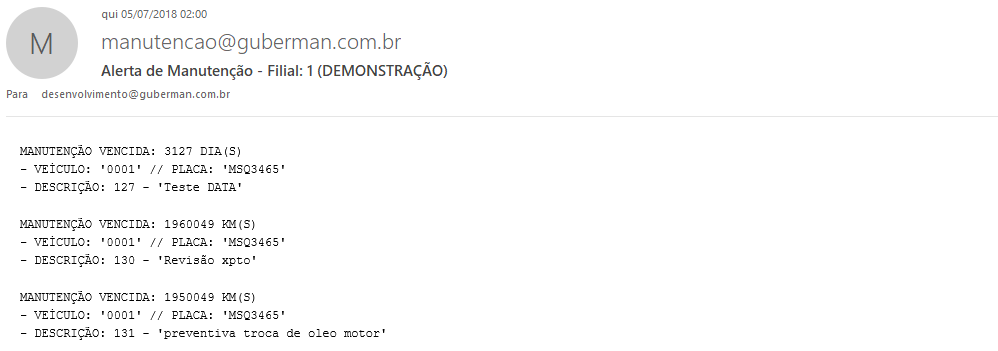 M
qui 05/07/2018 02:00
manutencao@guberman.com.br
Alerta de Manutenção - Filial: 1 (DEMONSTRAÇÃO)
Para desenvolvimento@guberman.com.br
MANUTENÇÃO VENCIDA: 3127 DIA(S)
- VEÍCULO: '0001' // PLACA: 'MSQ3465'
- DESCRIÇÃO: 127 - 'Teste DATA'
MANUTENÇÃO VENCIDA: 1960049 KM(S)
- VEÍCULO: '0001' // PLACA: 'MSQ3465'
- DESCRIÇÃO: 130 - 'Revisão xpto'
MANUTENÇÃO VENCIDA: 1950049 KM(S)
- VEÍCULO: '0001' // PLACA: 'MSQ3465'
- DESCRIÇÃO: 131 - 'preventiva troca de oleo motor'